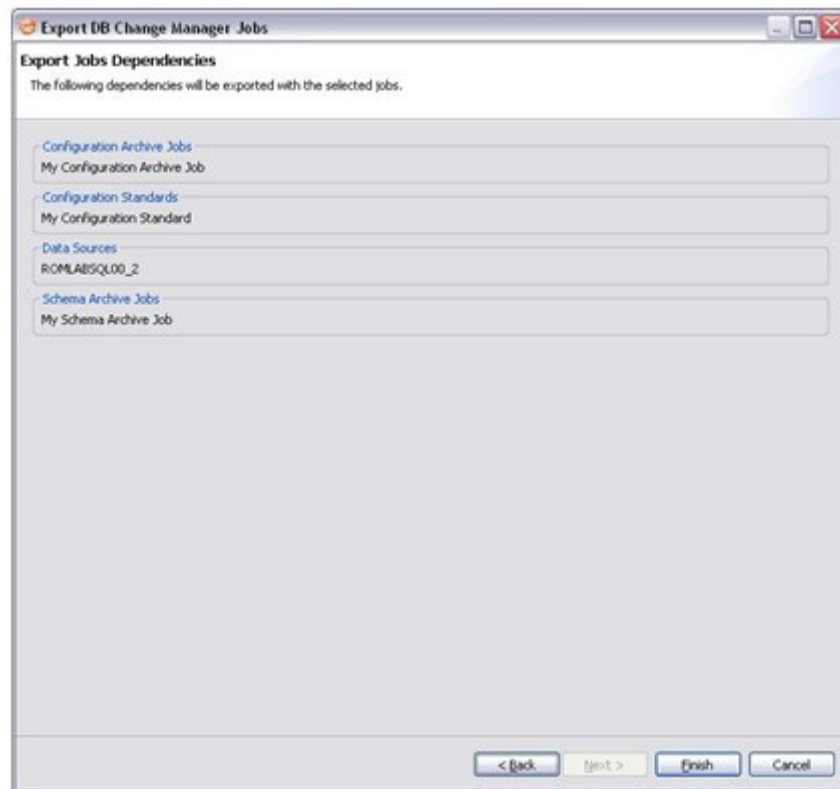 Export DB Change Manager Jobs
Export Jobs Dependencies
The following dependencies will be exported with the selected jobs.
Configuration Archive Jobs
My Configuration Archive Job
Configuration Standards
My Configuration Standard
Data Sources
ROMLABSQL00_2
Schema Archive Jobs
My Schema Archive Job
< Back Next > Finish Cancel